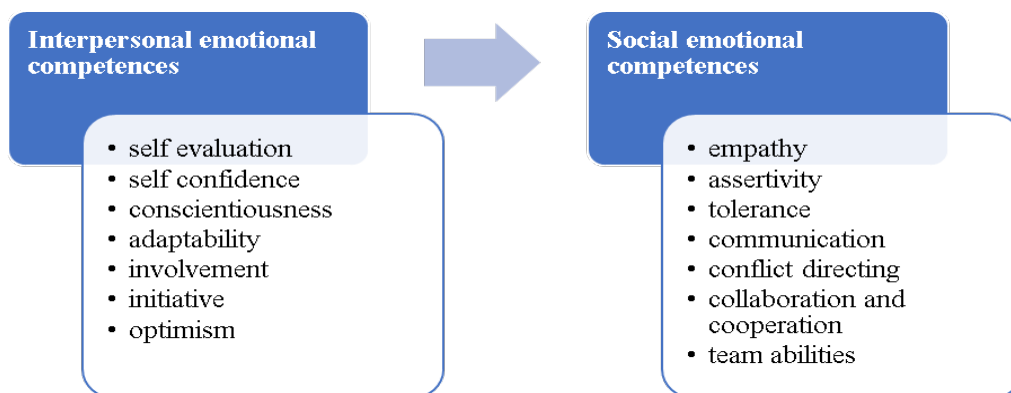 Interpersonal emotional
competences
• self evaluation
• self confidence
• conscientiousness
• adaptability
• involvement
• initiative
• optimism
Social emotional
competences
• empathy
• assertivity
• tolerance
• communication
• conflict directing
• collaboration and
cooperation
• team abilities